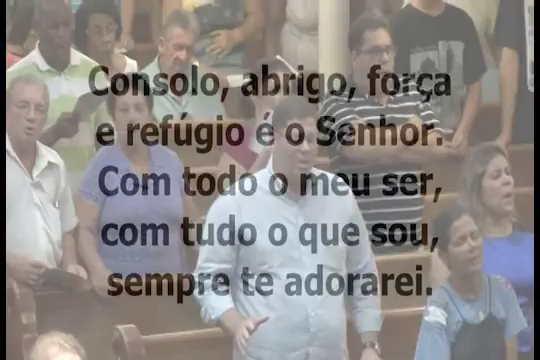 Consolo, abrigo, força
e refúgio é o Senhor.
Com todo o meu ser,
com tudo o que sou,
sempre te adorarei.